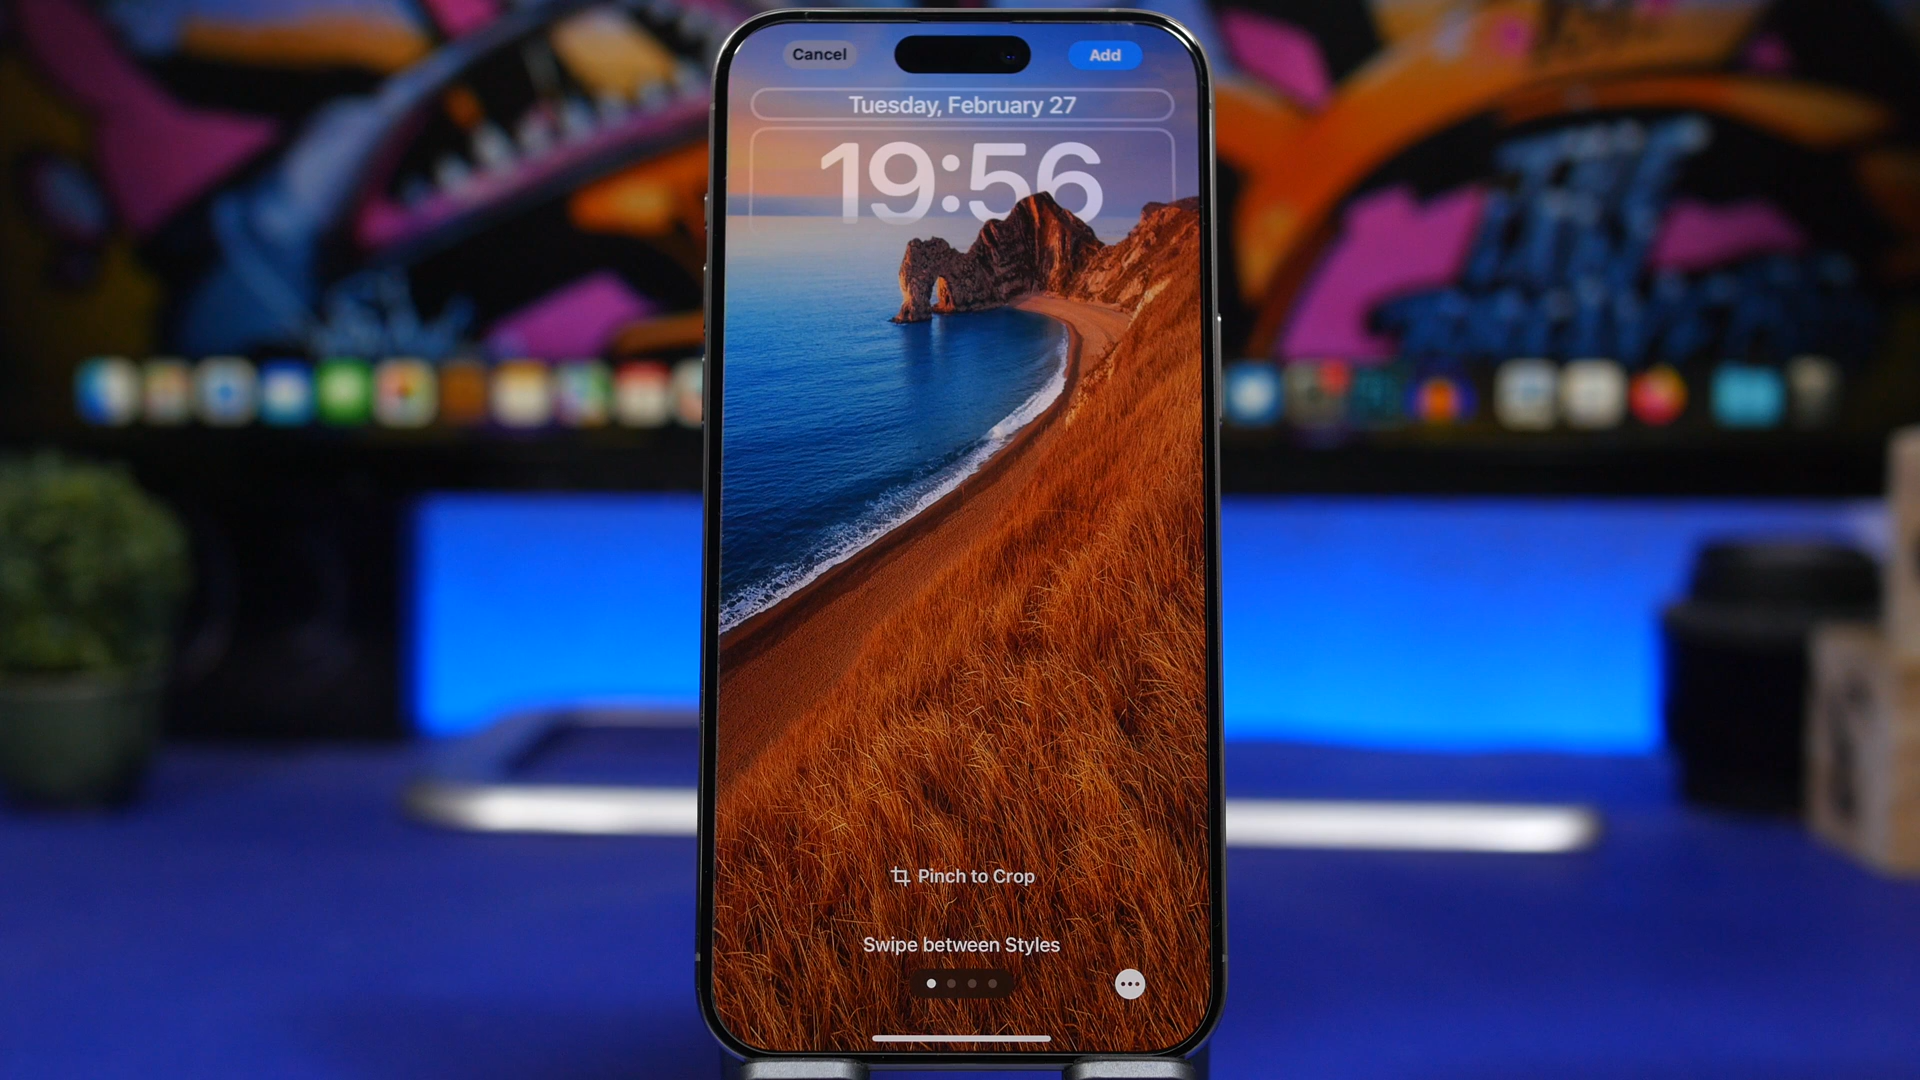 Cancel
Add
Tuesday, February 27
19:56
Pinch to Crop
Swipe between Styles